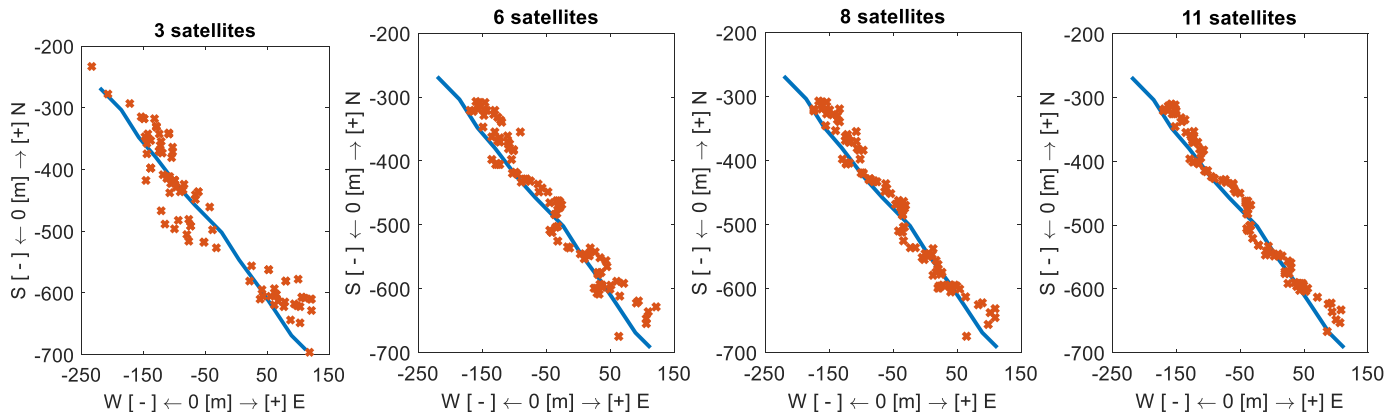 3 satellites
S [ - ] ← 0 [m] → [+] N
-200
-300
-400
-500
-600
-700
-250 -150 -50 50 150
W [ - ] ← 0 [m] → [+] E
6 satellites
S [ - ] ← 0 [m] → [+] N
-200
-300
-400
-500
-600
-700
-250 -150 -50 50 150
W [ - ] ← 0 [m] → [+] E
8 satellites
S [ - ] ← 0 [m] → [+] N
-200
-300
-400
-500
-600
-700
-250 -150 -50 50 150
W [ - ] ← 0 [m] → [+] E
11 satellites
S [ - ] ← 0 [m] → [+] N
-200
-300
-400
-500
-600
-700
-250 -150 -50 50 150
W [ - ] ← 0 [m] → [+] E